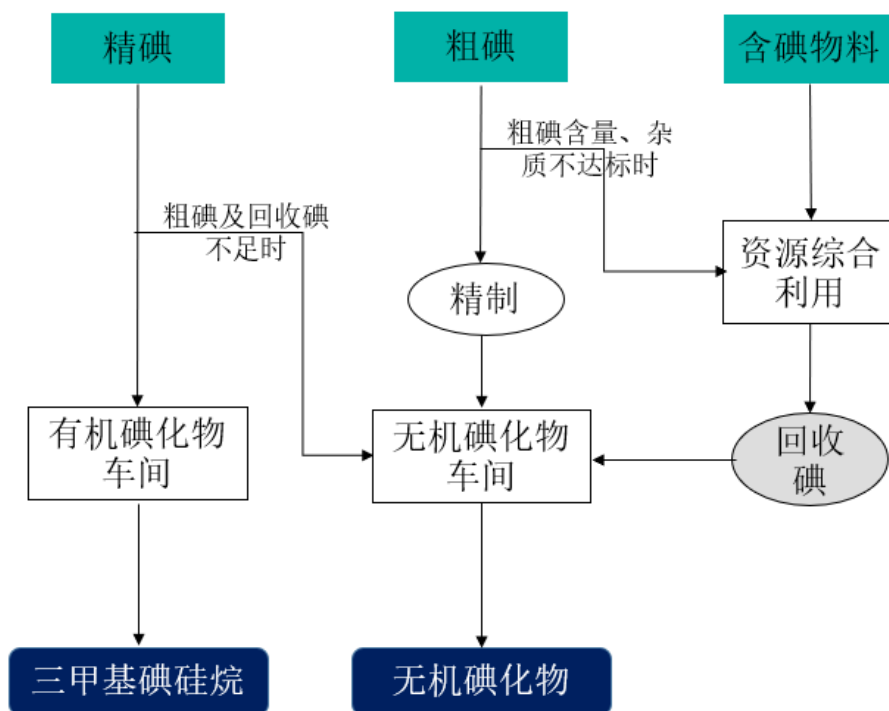 精碘
粗碘
含碘物料
粗碘含量、杂
质不达标时
粗碘及回收碘
不足时
资源综合
利用
精制
有机碘化物
车间
无机碘化物
车间
回收
碘
三甲基碘硅烷
无机碘化物